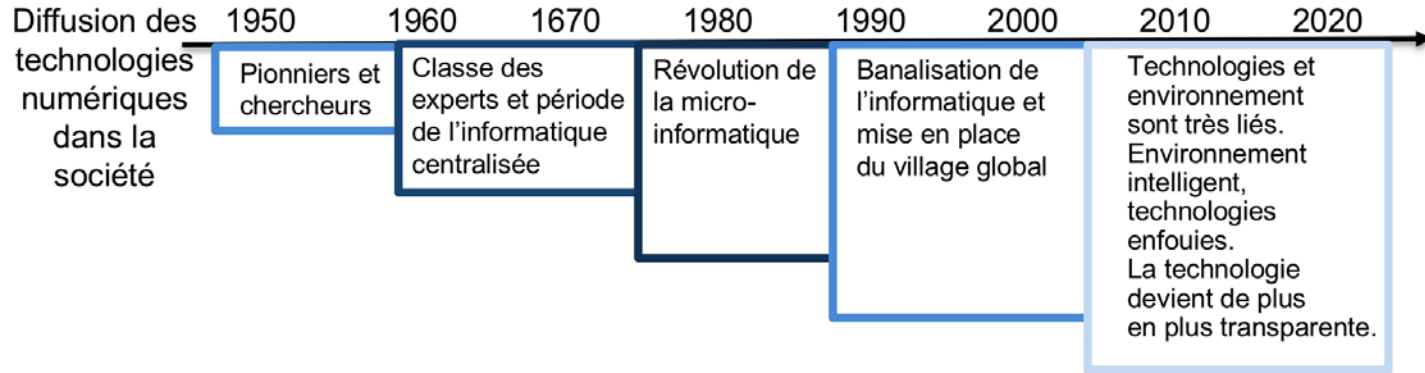 Diffusion des
technologies
numériques
dans la
société
1950 1960 1670 1980 1990 2000 2010 2020
Pionniers et
chercheurs
Classe des
experts et période
de l'informatique
centralisée
Révolution de
la micro-
informatique
Banalisation de
l'informatique et
mise en place
du village global
Technologies et
environnement
sont très liés.
Environnement
intelligent,
technologies
enfouies.
La technologie
devient de plus
en plus transparente.